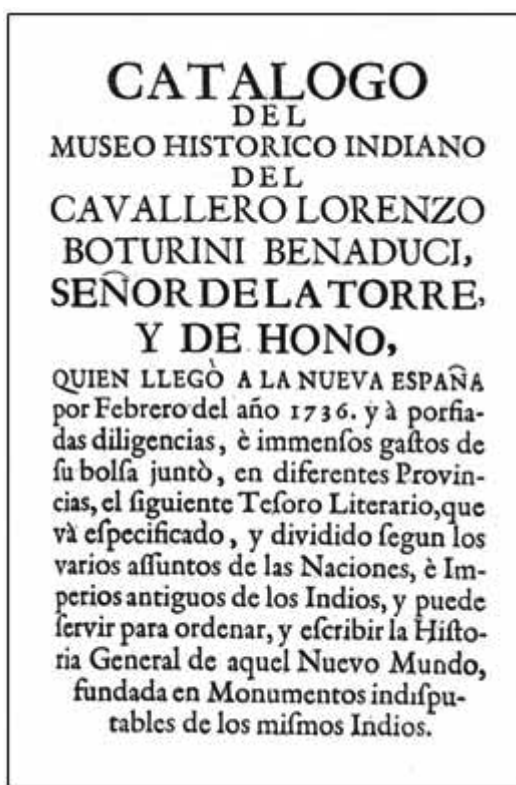 CATALOGO
DEL
MUSEO HISTORICO INDIANO
DEL
CAVALLERO LORENZO
BOTURINI BENADUCI,
SEÑOR DE LA TORRE,
Y DE HONO,
QUIEN LLEGÒ A LA NUEVA ESPAÑA
por Febrero del año 1736. y à porfia-
das diligencias, è immenſos gaſtos de
ſu bolſa juntò, en diferentes Provin-
cias, el ſiguiente Teſoro Literario, que
và eſpecificado, y dividido ſegun los
varios aſſuntos de las Naciones, è Im-
perios antiguos de los Indios, y puede
ſervir para ordenar, y eſcribir la Hiſto-
ria General de aquel Nuevo Mundo,
fundada en Monumentos indiſpu-
tables de los miſmos Indios.